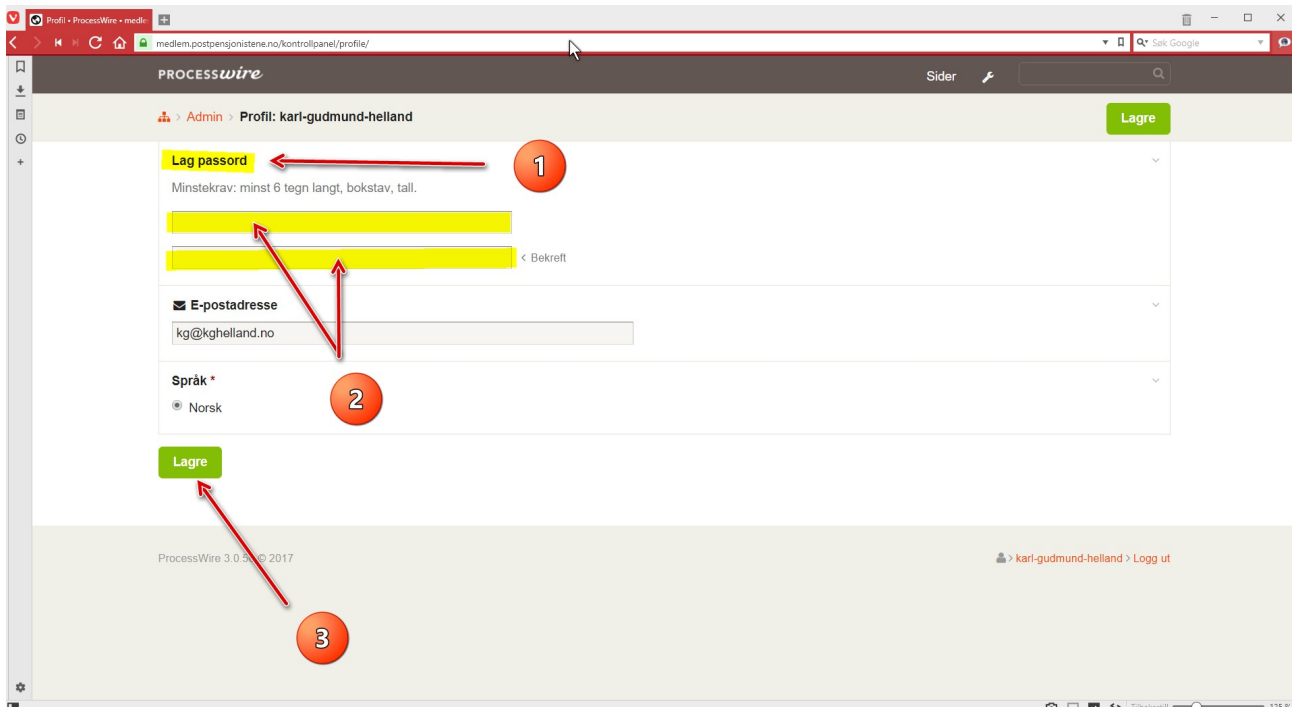 Profil • ProcessWire • medle
medlem.postpensjonistene.no/kontrollpanel/profile/
Søk Google
PROCESSwire
Sider
Admin > Profil: karl-gudmund-helland
Lagre
Lag passord
1
Minstekrav: minst 6 tegn langt, bokstav, tall.
< Bekreft
E-postadresse
kg@kghelland.no
Språk *
2
Norsk
Lagre
ProcessWire 3.0.5 © 2017
> karl-gudmund-helland > Logg ut
3
125 %